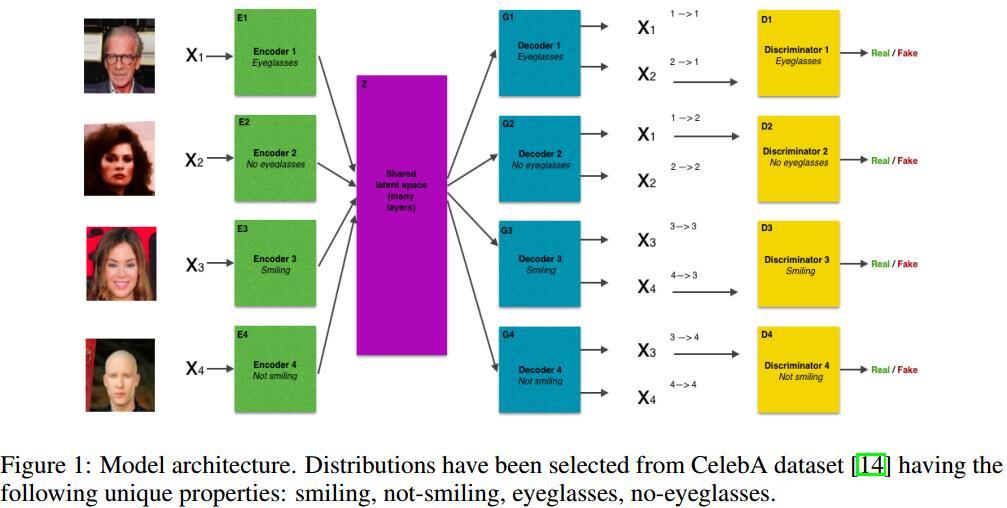 E1
Encoder 1
Eyeglasses
X1
E2
Encoder 2
No eyeglasses
X2
E3
Encoder 3
Smiling
X3
E4
Encoder 4
Not smiling
X4
Z
Shared
latent space
(many
layers)
G1
Decoder 1
Eyeglasses
G2
Decoder 2
No eyeglasses
G3
Decoder 3
Smiling
G4
Decoder 4
Not smiling
X1 1 –> 1
X2 2 –> 1
X1 1 –> 2
X2 2 –> 2
X3 3–> 3
X4 4–> 3
X3 3 –> 4
X4 4–> 4
D1
Discriminator 1
Eyeglasses
Real / Fake
D2
Discriminator 2
No eyeglasses
Real / Fake
D3
Discriminator 3
Smiling
Real / Fake
D4
Discriminator 4
Not smiling
Real / Fake
Figure 1: Model architecture. Distributions have been selected from CelebA dataset [14] having the
following unique properties: smiling, not-smiling, eyeglasses, no-eyeglasses.